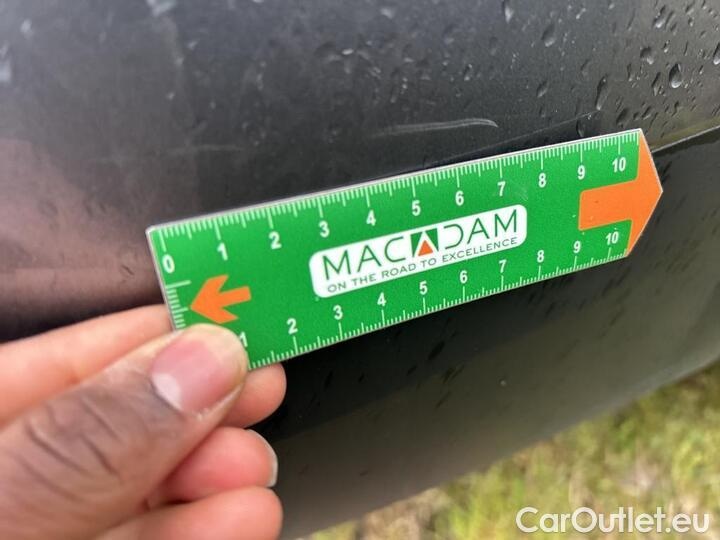 0 1 2 3 4 5 6 7 8 9 10
MACADAM
ON THE ROAD TO EXCELLENCE
1 2 3 4 5 6 7 8 9 10
CarOutlet.eu